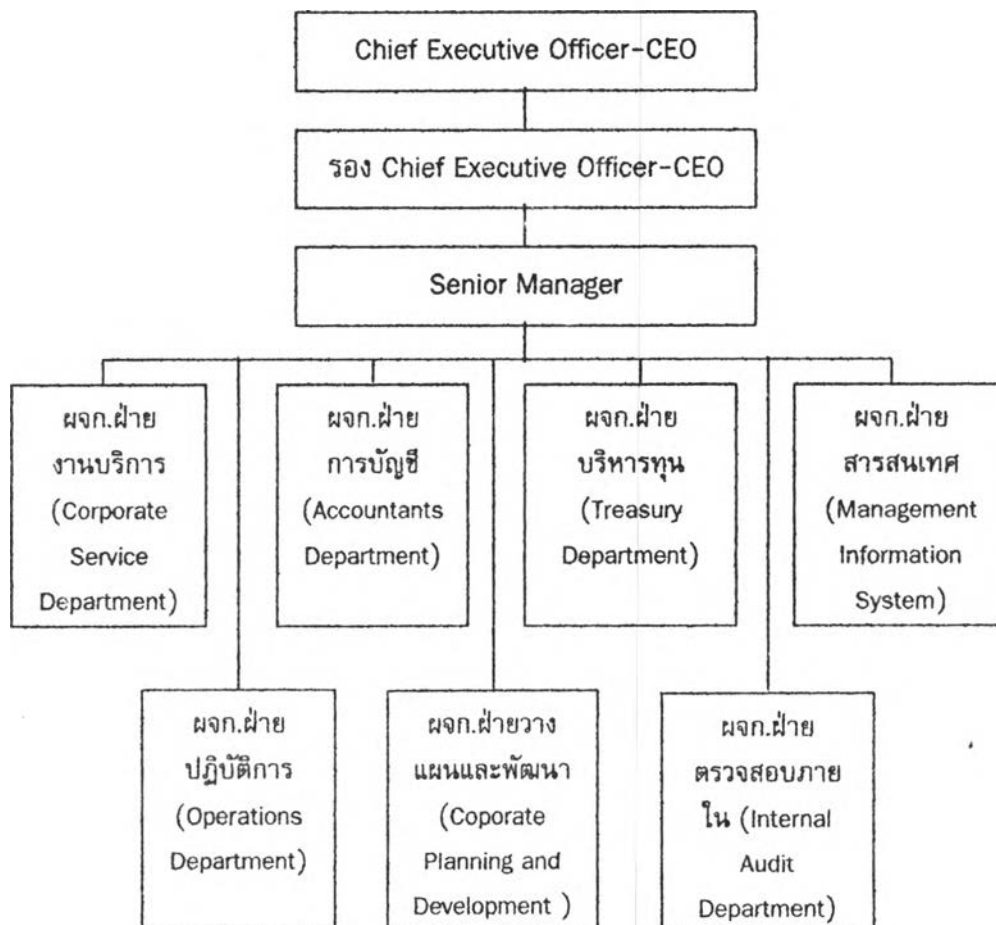 Chief Executive Officer-CEO
รอง Chief Executive Officer-CEO
Senior Manager
ผจก.ฝ่าย
งานบริการ
(Corporate
Service
Department)
ผจก.ฝ่าย
การบัญชี
(Accountants
Department)
ผจก.ฝ่าย
บริหารทุน
(Treasury
Department)
ผจก.ฝ่าย
สารสนเทศ
(Management
Information
System)
ผจก.ฝ่าย
ปฏิบัติการ
(Operations
Department)
ผจก.ฝ่ายวาง
แผนและพัฒนา
(Coporate
Planning and
Development )
ผจก.ฝ่าย
ตรวจสอบภาย
ใน (Internal
Audit
Department)